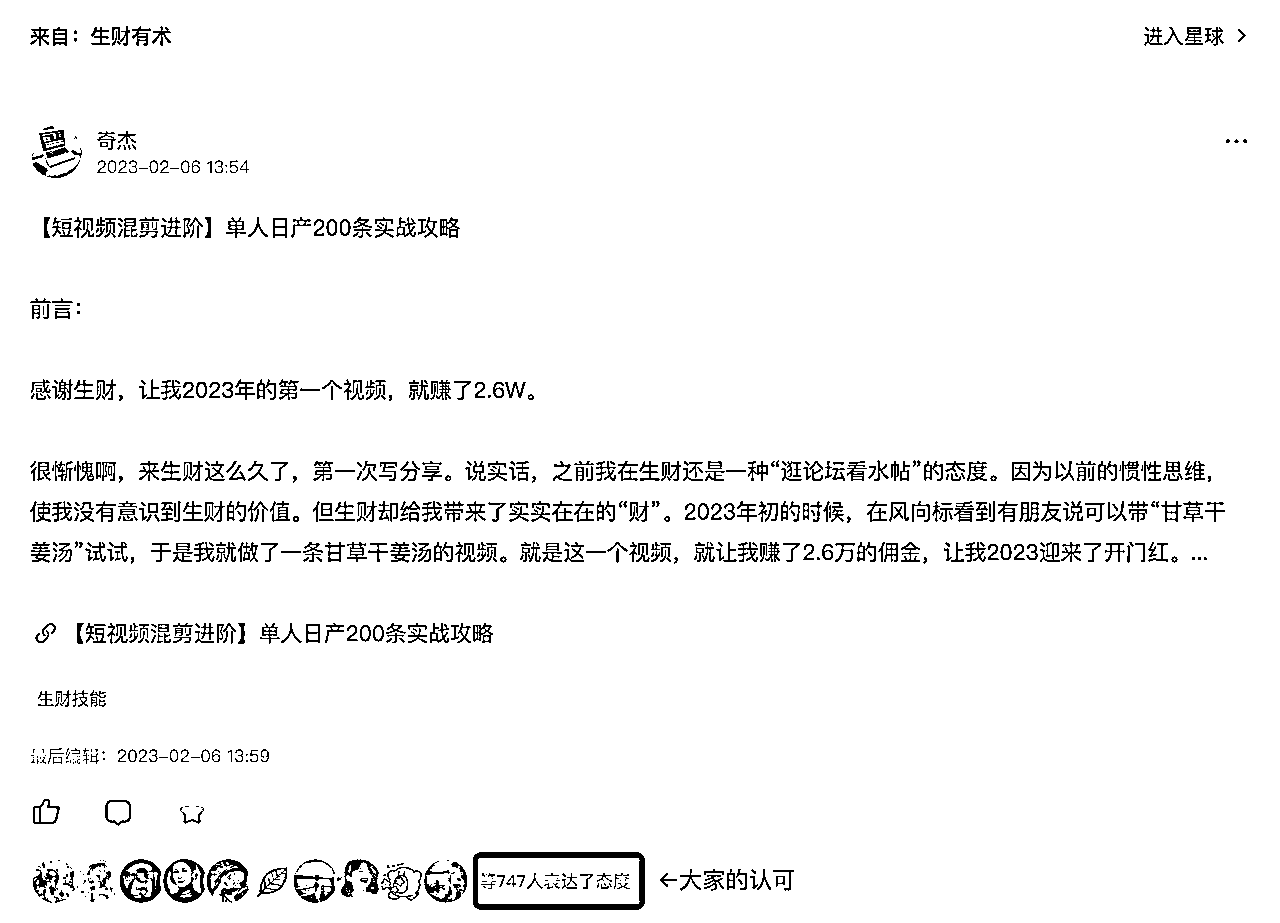 来自：生财有术
进入星球 >
奇杰
2023-02-06 13:54
...
【短视频混剪进阶】单人日产200条实战攻略
前言：
感谢生财，让我2023年的第一个视频，就赚了2.6W。
很惭愧啊，来生财这么久了，第一次写分享。说实话，之前我在生财还是一种“逛论坛看水帖”的态度。因为以前的惯性思维，
使我没有意识到生财的价值。但生财却给我带来了实实在在的“财”。2023年初的时候，在风向标看到有朋友说可以带“甘草干
姜汤”试试，于是我就做了一条甘草干姜汤的视频。就是这一个视频，就让我赚了2.6万的佣金，让我2023迎来了开门红。...
【短视频混剪进阶】单人日产200条实战攻略
生财技能
最后编辑：2023-02-06 13:59
等747人表达了态度
←大家的认可